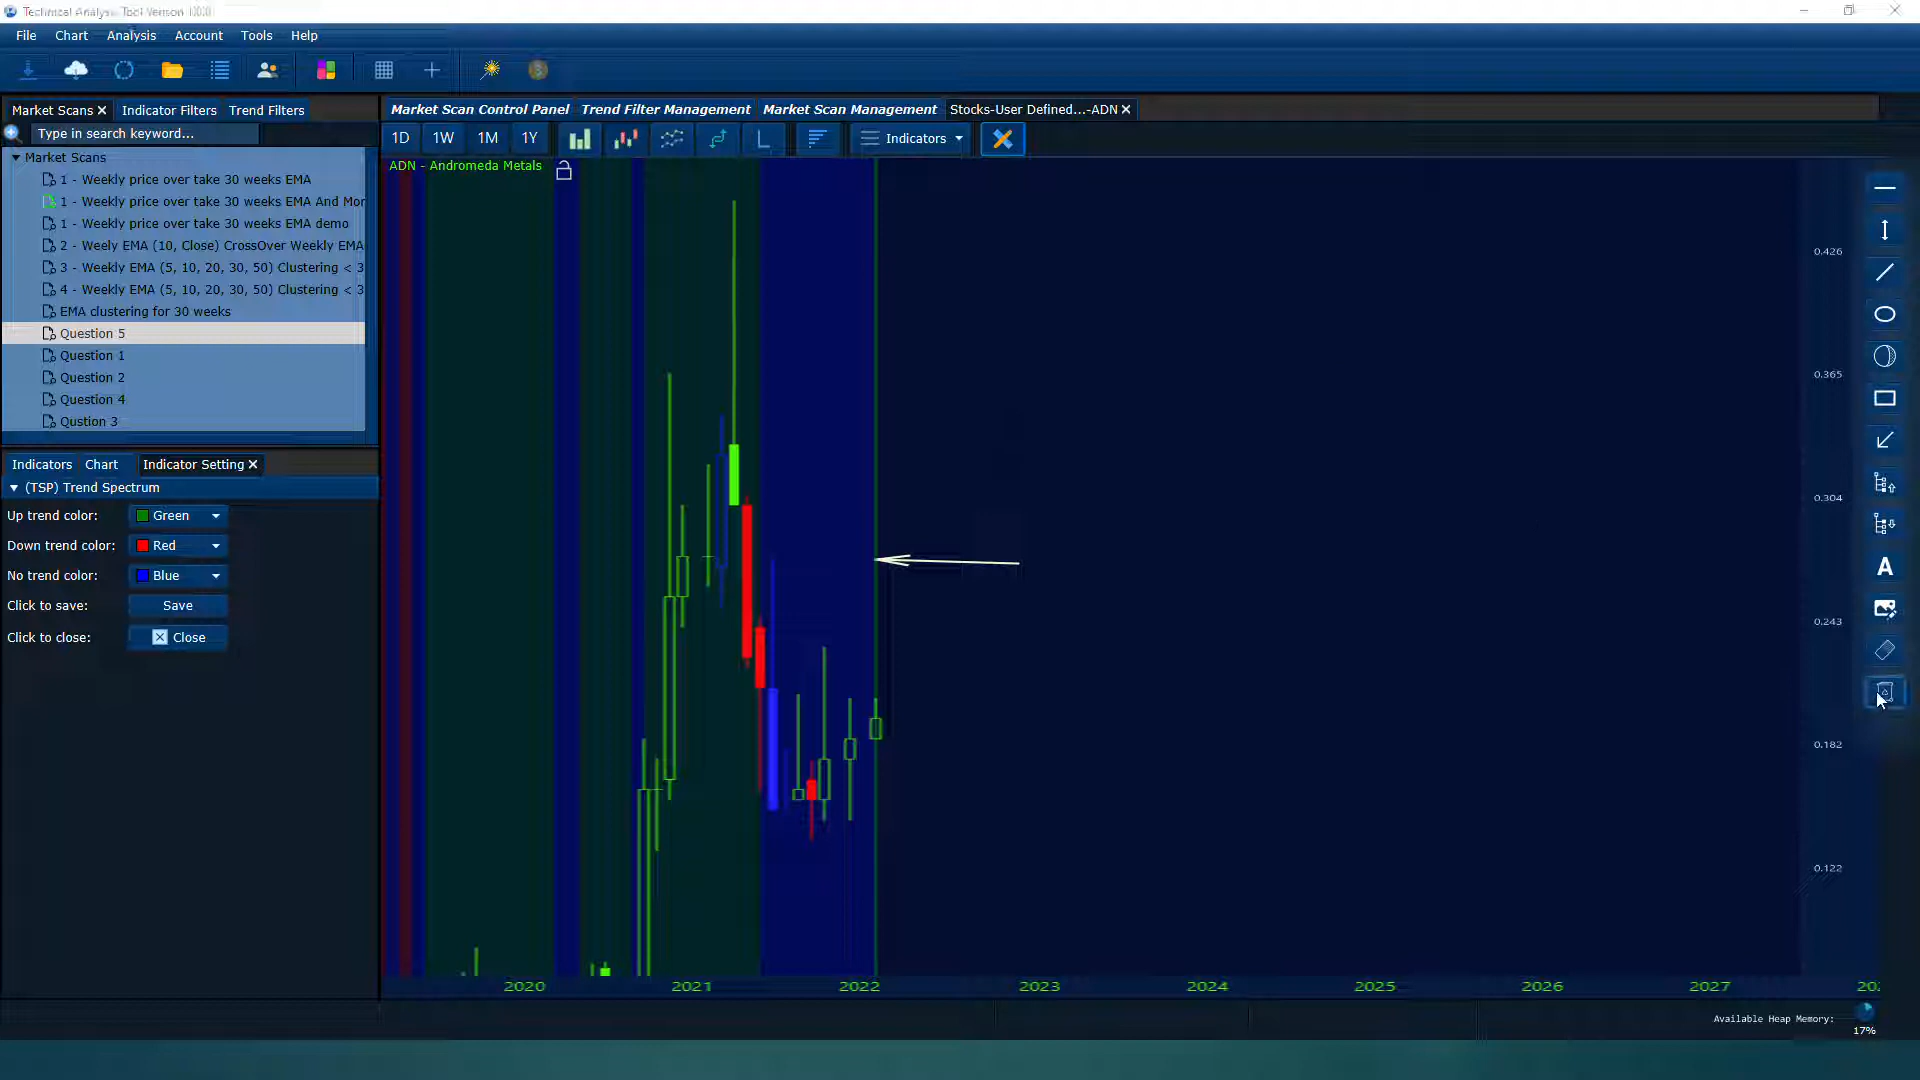 Technical Analysis Tool Version
File Chart Analysis Account Tools Help
Market Scans Indicator Filters Trend Filters
Market Scan Control Panel Trend Filter Management Market Scan Management Stocks-User Defined...-ADN
Type in search keyword...
1D 1W 1M 1Y Indicators
Market Scans
1 - Weekly price over take 30 weeks EMA
1 - Weekly price over take 30 weeks EMA And Mor
1 - Weekly price over take 30 weeks EMA demo
2 - Weely EMA (10, Close) CrossOver Weekly EMA
3 - Weekly EMA (5, 10, 20, 30, 50) Clustering < 3
4 - Weekly EMA (5, 10, 20, 30, 50) Clustering < 3
EMA clustering for 30 weeks
Question 5
Question 1
Question 2
Question 4
Qustion 3
Indicators Chart Indicator Setting
(TSP) Trend Spectrum
Up trend color: Green
Down trend color: Red
No trend color: Blue
Click to save: Save
Click to close: Close
ADN - Andromeda Metals
0.426
0.365
0.304
0.243
0.182
0.122
A
2020 2021 2022 2023 2024 2025 2026 2027
Available Heap Memory:
17%